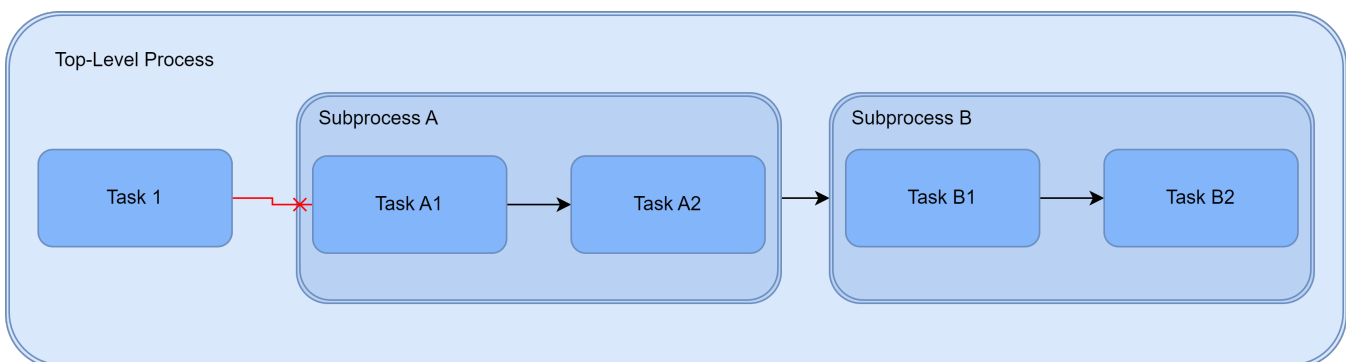 Top-Level Process
Subprocess A
Subprocess B
Task 1
Task A1
Task A2
Task B1
Task B2